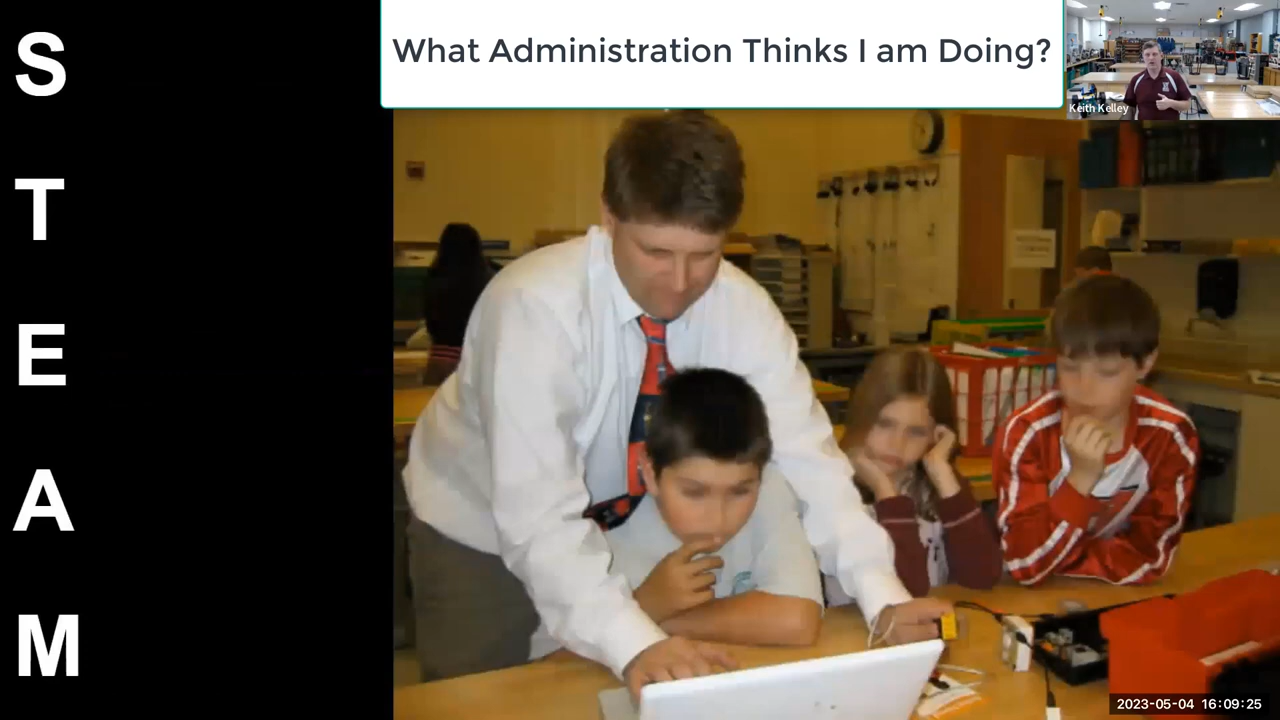 S
T
E
A
M
What Administration Thinks I am Doing?
Keith Kelley
2023-05-04 16:09:25